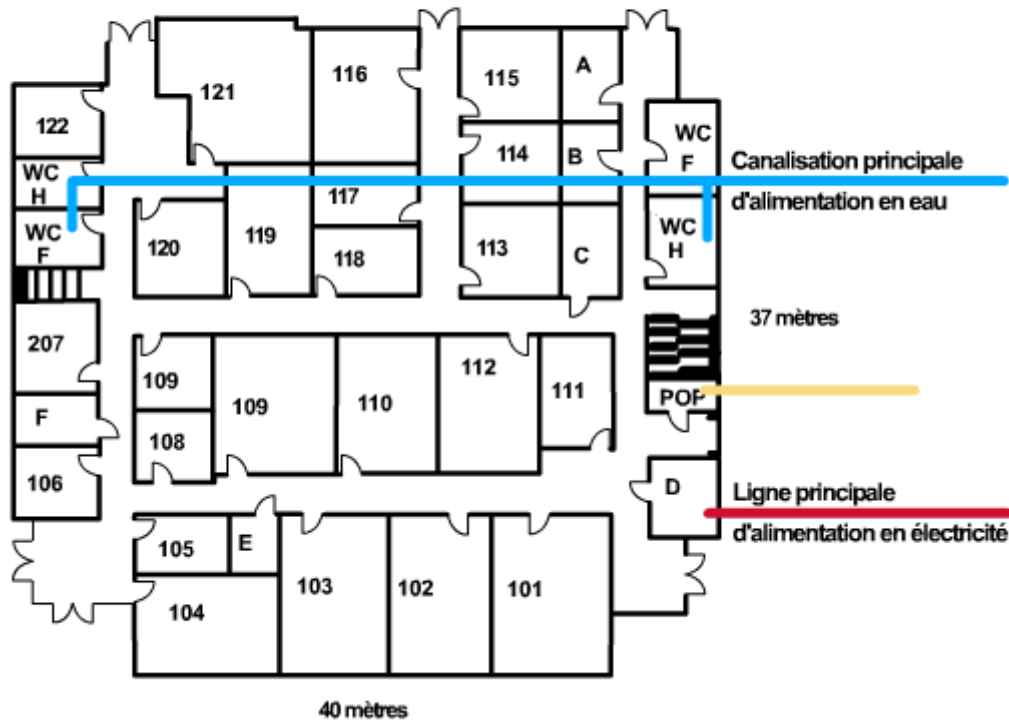 116
115
A
121
122
WC
F
114
B
WC
H
Canalisation principale
d'alimentation en eau
117
WC
F
120
119
118
113
C
WC
H
37 mètres
207
109
112
111
109
110
POP
F
108
106
D
Ligne principale
d'alimentation en électricité
105
E
104
103
102
101
40 mètres